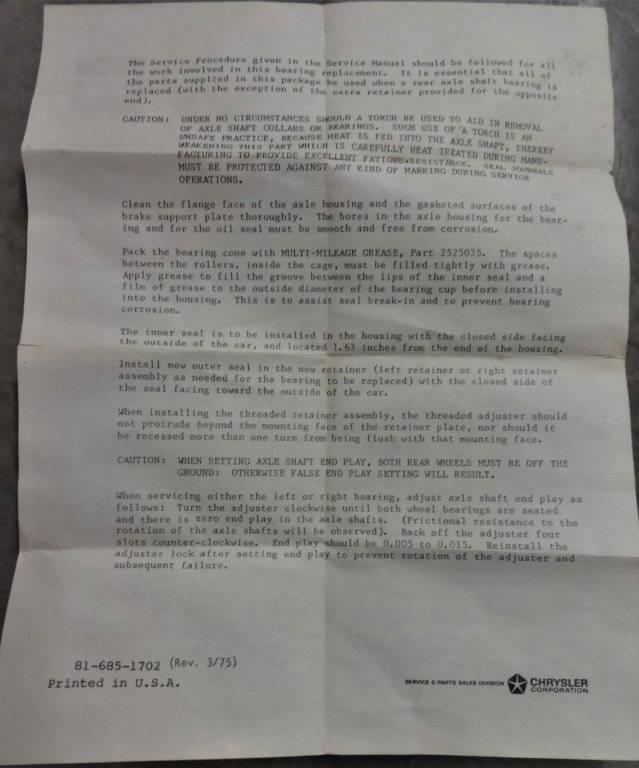 The Service Procedure given in the Service Manual should be followed for all
the work involved in this bearing replacement. It is essential that all of
the parts supplied in this package be used when a rear axle shaft bearing is
replaced (with the exception of the extra retainer provided for the opposite
end).
CAUTION: UNDER NO CIRCUMSTANCES SHOULD A TORCH BE USED TO AID IN REMOVAL
OF AXLE SHAFT COLLARS OR BEARINGS. SUCH USE OF A TORCH IS AN
UNSAFE PRACTICE, BECAUSE HEAT IS FED INTO THE AXLE SHAFT, THEREBY
WEAKENING THIS PART WHICH IS CAREFULLY HEAT TREATED DURING MANU-
FACTURING TO PROVIDE EXCELLENT FATIGUE RESISTANCE. SEAL JOURNALS
MUST BE PROTECTED AGAINST ANY KIND OF MARKING DURING SERVICE
OPERATIONS.
Clean the flange face of the axle housing and the gasketed surfaces of the
brake support plate thoroughly. The bores in the axle housing for the bear-
ing and for the oil seal must be smooth and free from corrosion.
Pack the bearing cone with MULTI-MILEAGE GREASE, Part 2525035. The spaces
between the rollers, inside the cage, must be filled tightly with grease.
Apply grease to fill the groove between the lips of the inner seal and a
film of grease to the outside diameter of the bearing cup before installing
into the housing. This is to assist seal break-in and to prevent bearing
corrosion.
The inner seal is to be installed in the housing with the closed side facing
the outside of the car, and located 1.63 inches from the end of the housing.
Install new outer seal in the new retainer (left retainer or right retainer
assembly as needed for the bearing to be replaced) with the closed side of
the seal facing toward the outside of the car.
When installing the threaded retainer assembly, the threaded adjuster should
not protrude beyond the mounting face of the retainer plate, nor should it
be recessed more than one turn from being flush with that mounting face.
CAUTION: WHEN SETTING AXLE SHAFT END PLAY, BOTH REAR WHEELS MUST BE OFF THE
GROUND: OTHERWISE FALSE END PLAY SETTING WILL RESULT.
When servicing either the left or right bearing, adjust axle shaft end play as
follows: Turn the adjuster clockwise until both wheel bearings are seated
and there is zero end play in the axle shafts. (Frictional resistance to the
rotation of the axle shafts will be observed). Back off the adjuster four
slots counter-clockwise. End play should be 0.005 to 0.015. Reinstall the
adjuster lock after setting end play to prevent rotation of the adjuster and
subsequent failure.
81-685-1702 (Rev. 3/75)
Printed in U.S.A.
SERVICE & PARTS SALES DIVISION CHRYSLER
CORPORATION